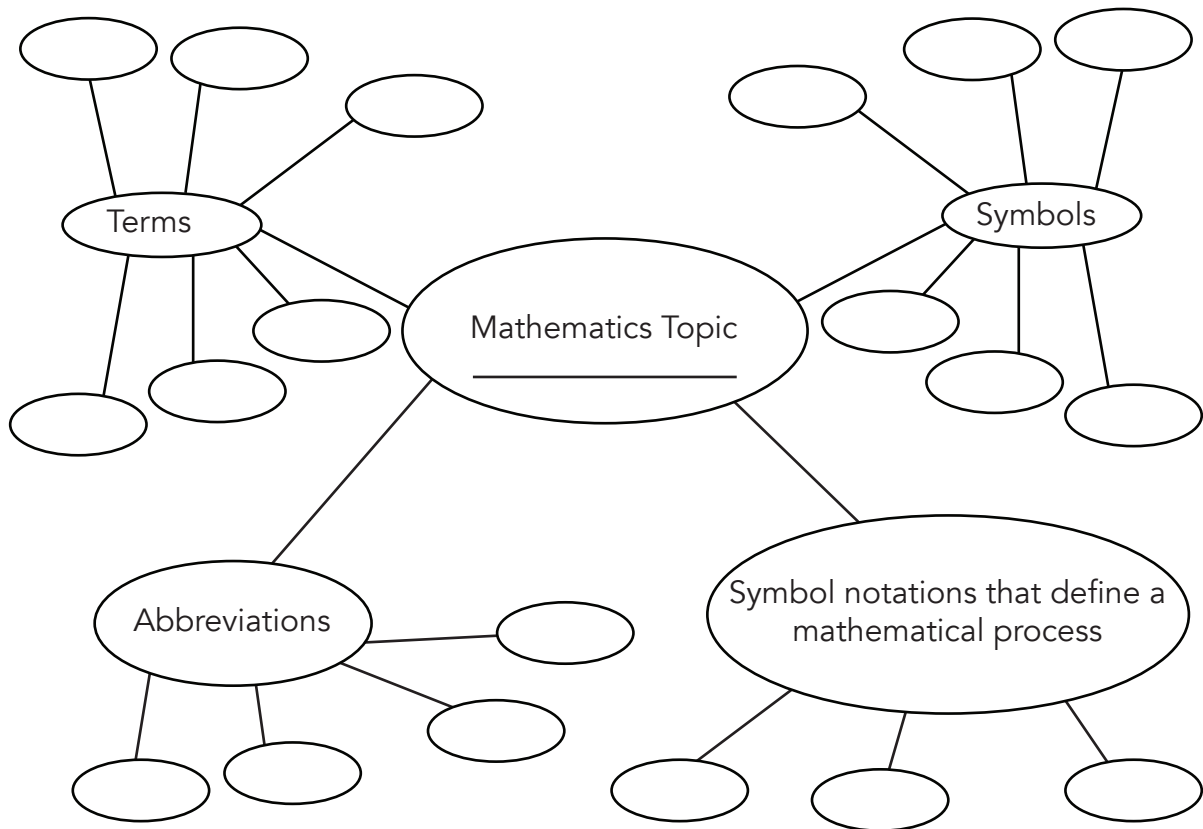 Terms
Symbols
Mathematics Topic
Abbreviations
Symbol notations that define a
mathematical process